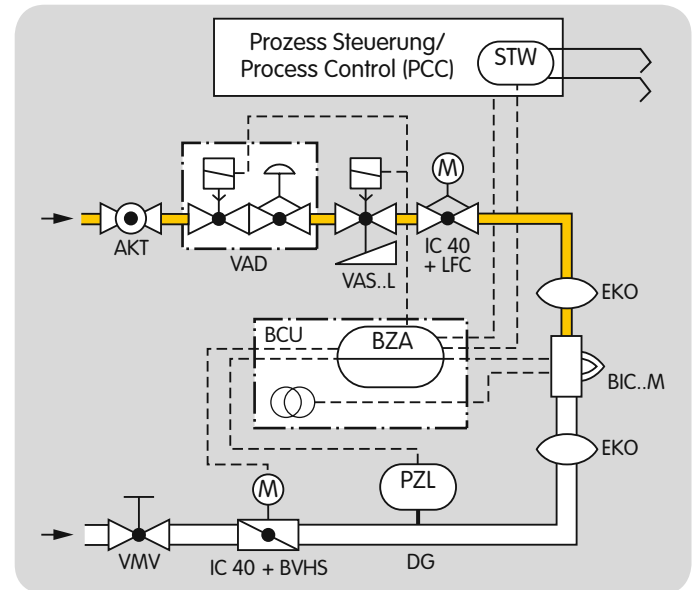 Prozess Steuerung/
Process Control (PCC)
STW
M
AKT
VAD
VAS..L
IC 40
+ LFC
EKO
BCU
BZA
BIC..M
EKO
PZL
M
VMV
IC 40 + BVHS
DG